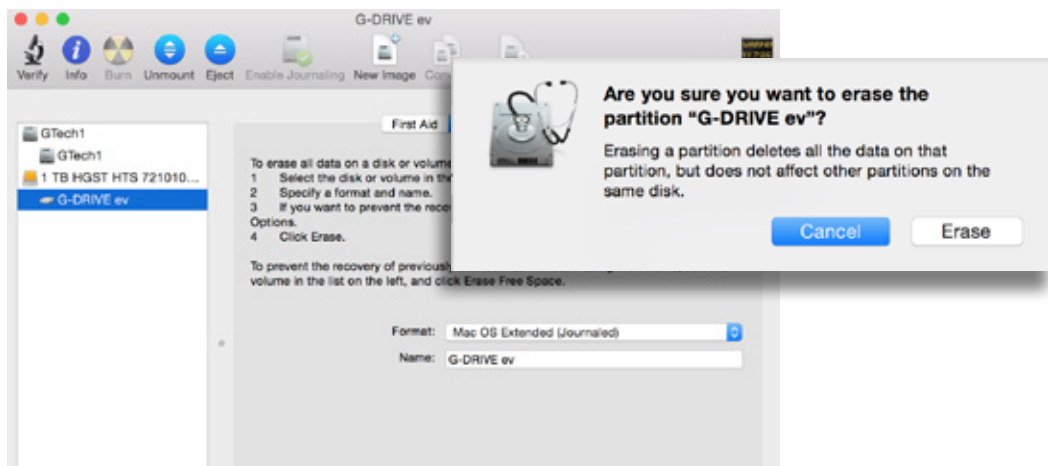 G-DRIVE ev
Verify Info Burn Unmount Eject Enable Journaling New Image
First Aid
GTech1
GTech1
1 TB HGST HTS 721010...
G-DRIVE ev
To erase all data on a disk or volume
1 Select the disk or volume in the
2 Specify a format and name.
3 If you want to prevent the
Options.
4 Click Erase.
To prevent the recovery of previously
volume in the list on the left, and click Erase Free Space.
Format: Mac OS Extended (Journaled)
Name: G-DRIVE ev
Are you sure you want to erase the
partition “G-DRIVE ev”?
Erasing a partition deletes all the data on that
partition, but does not affect other partitions on the
same disk.
Cancel Erase